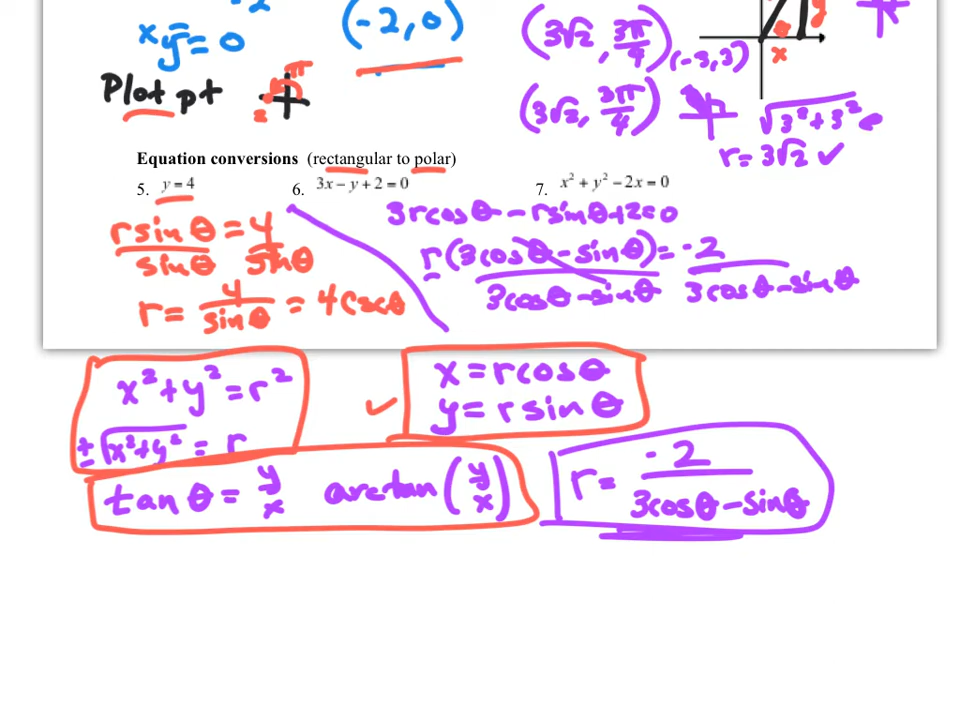 -2
x y = 0
(-2, 0)
Plot pt
π
2
(3√2, 3π/4) (-3,3)
(3√2, 3π/4)
θ y
x
√3²+3²
r = 3√2 ✓
Equation conversions (rectangular to polar)
5. y = 4 6. 3x − y + 2 = 0 7. x² + y² − 2x = 0
3rcosθ − rsinθ + 2 = 0
rsinθ = 4
sinθ sinθ
r(3cosθ − sinθ) = -2
3cosθ − sinθ 3cosθ − sinθ
r = 4/sinθ = 4cscθ
x² + y² = r²
±√x²+y² = r
✓ x = rcosθ
y = rsinθ
tanθ = y/x arctan(y/x)
r = -2/(3cosθ − sinθ)